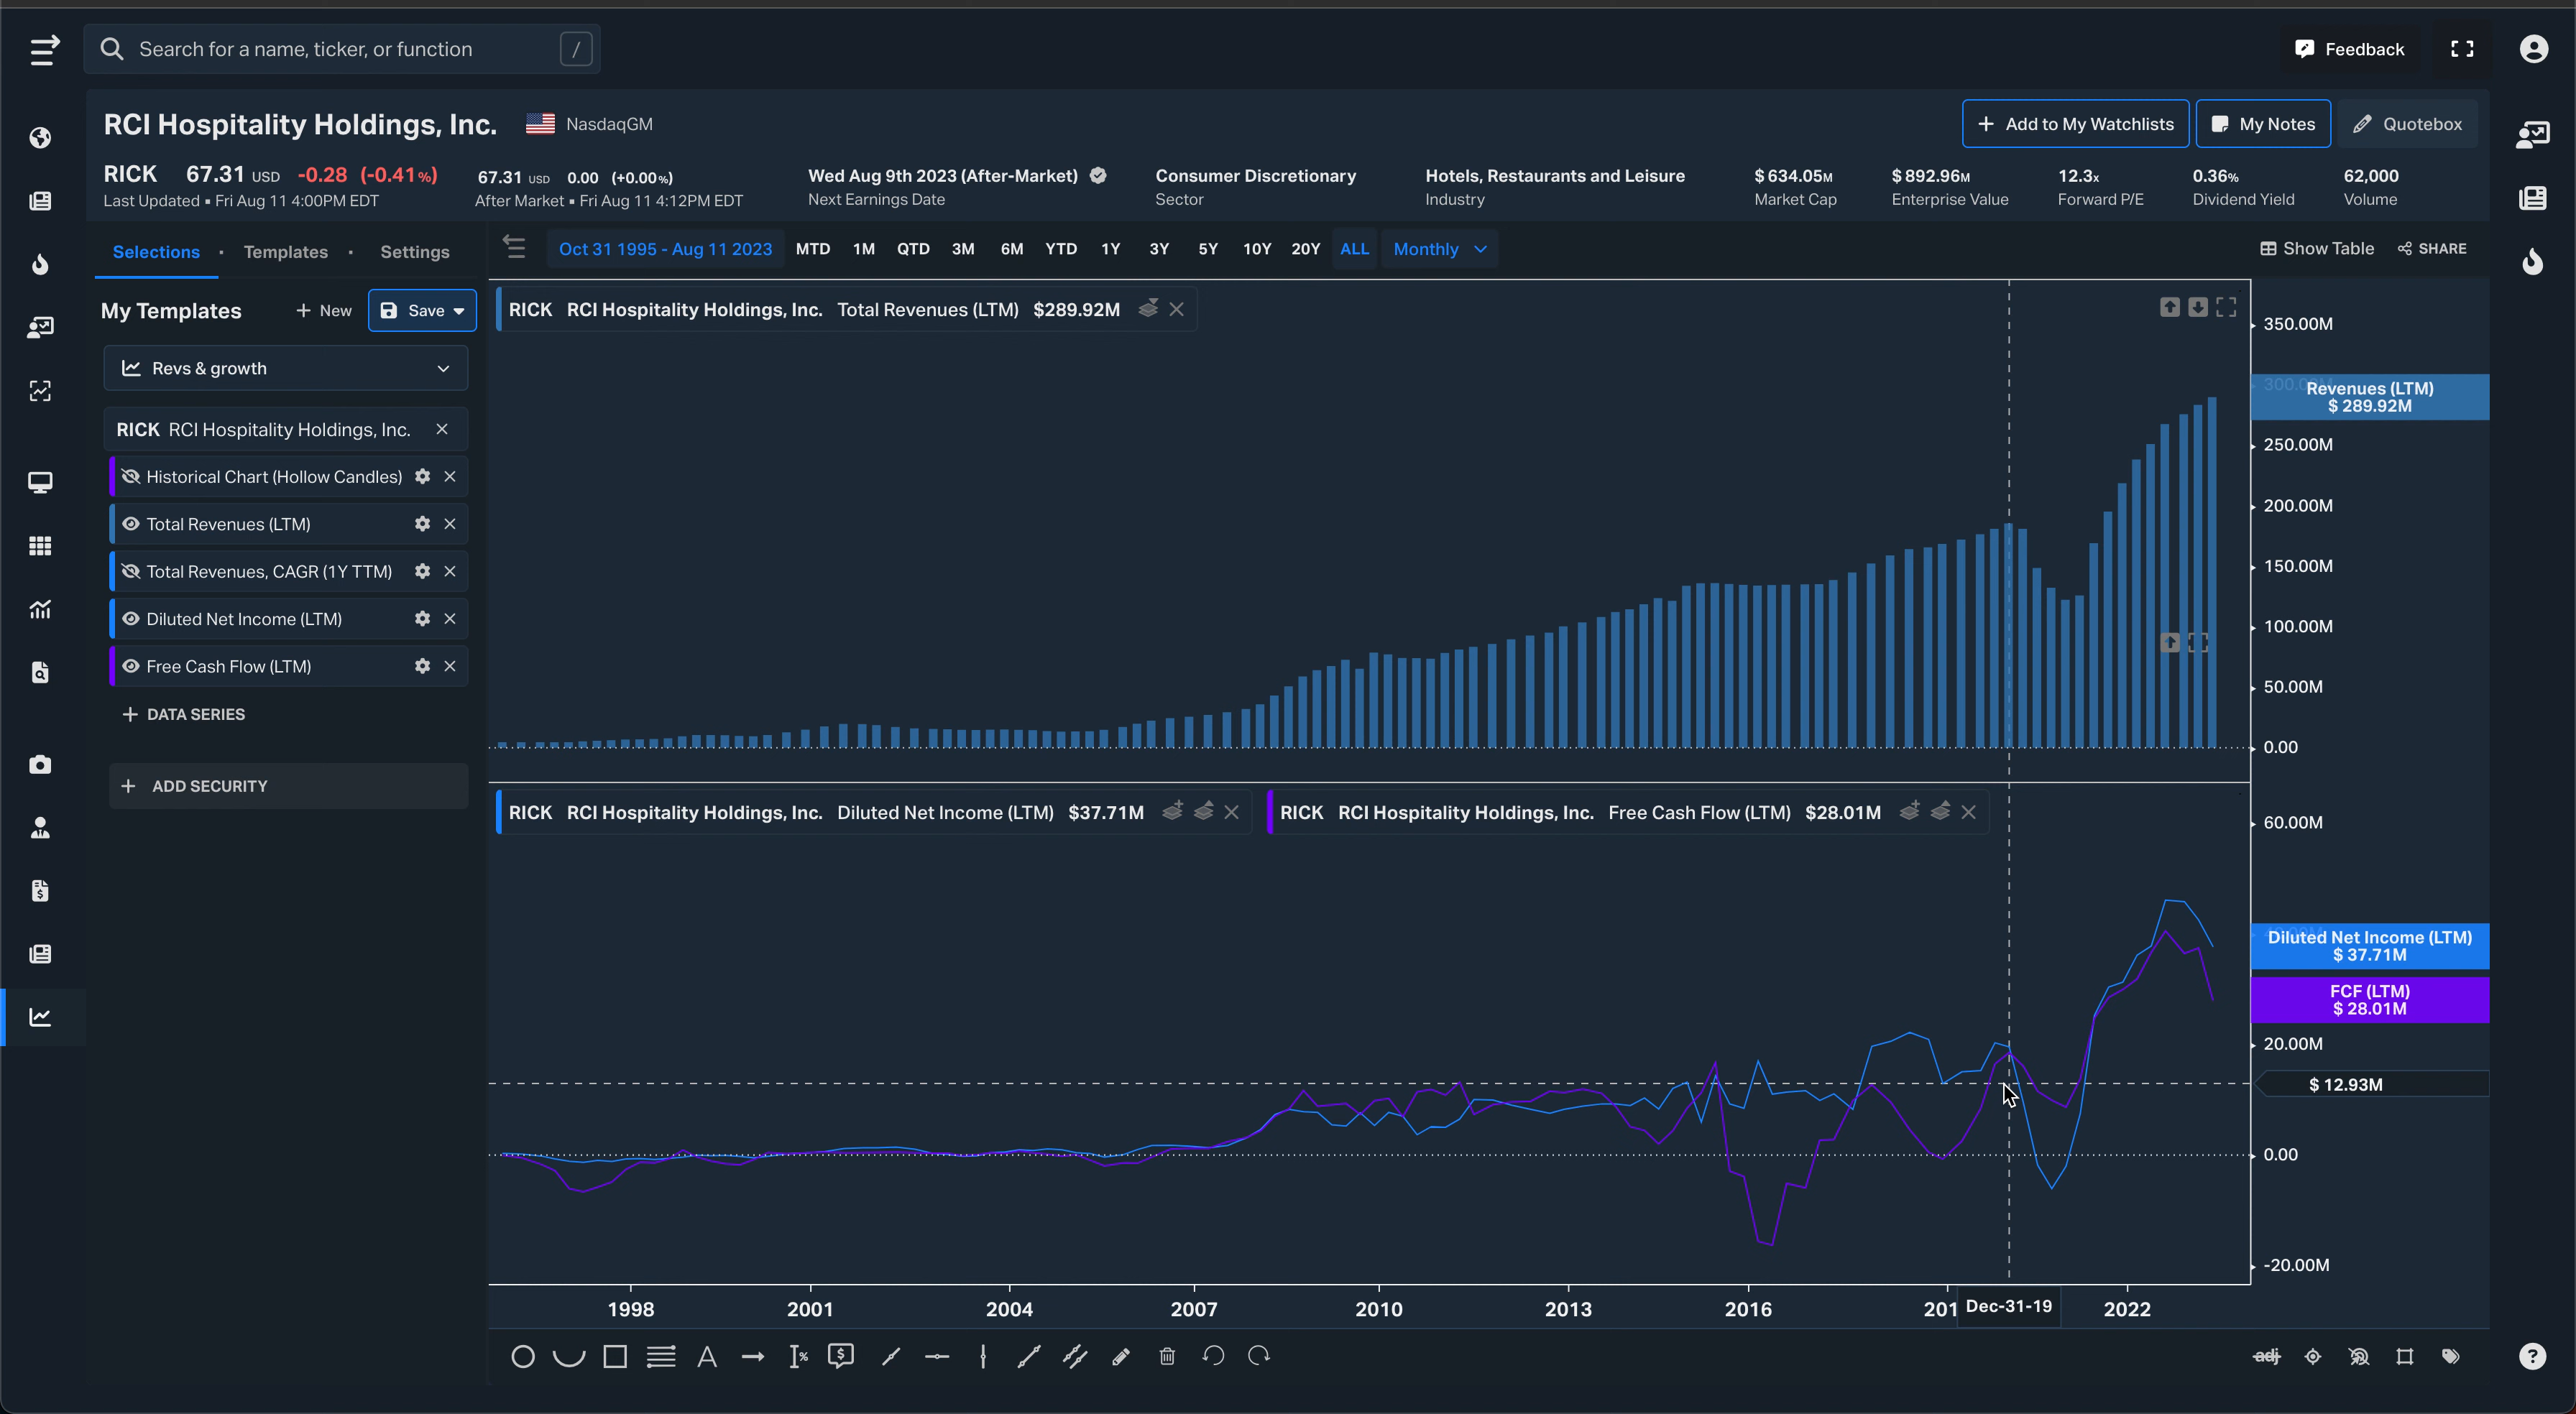 Search for a name, ticker, or function /
Feedback
RCI Hospitality Holdings, Inc. NasdaqGM
+ Add to My Watchlists My Notes Quotebox
RICK 67.31 USD -0.28 (-0.41%) 67.31 USD 0.00 (+0.00%) Wed Aug 9th 2023 (After-Market) Consumer Discretionary Hotels, Restaurants and Leisure $634.05M $892.96M 12.3x 0.36% 62,000
Last Updated ▪ Fri Aug 11 4:00PM EDT After Market ▪ Fri Aug 11 4:12PM EDT Next Earnings Date Sector Industry Market Cap Enterprise Value Forward P/E Dividend Yield Volume
Selections · Templates · Settings
Oct 31 1995 - Aug 11 2023 MTD 1M QTD 3M 6M YTD 1Y 3Y 5Y 10Y 20Y ALL Monthly
Show Table SHARE
My Templates + New Save
Revs & growth
RICK RCI Hospitality Holdings, Inc.
Historical Chart (Hollow Candles)
Total Revenues (LTM)
Total Revenues, CAGR (1Y TTM)
Diluted Net Income (LTM)
Free Cash Flow (LTM)
+ DATA SERIES
+ ADD SECURITY
RICK RCI Hospitality Holdings, Inc. Total Revenues (LTM) $289.92M
350.00M
300.00M
Revenues (LTM)
$ 289.92M
250.00M
200.00M
150.00M
100.00M
50.00M
0.00
RICK RCI Hospitality Holdings, Inc. Diluted Net Income (LTM) $37.71M
RICK RCI Hospitality Holdings, Inc. Free Cash Flow (LTM) $28.01M
60.00M
Diluted Net Income (LTM)
$ 37.71M
FCF (LTM)
$ 28.01M
20.00M
$ 12.93M
0.00
-20.00M
1998 2001 2004 2007 2010 2013 2016 201 Dec-31-19 2022
A % $ adj ?